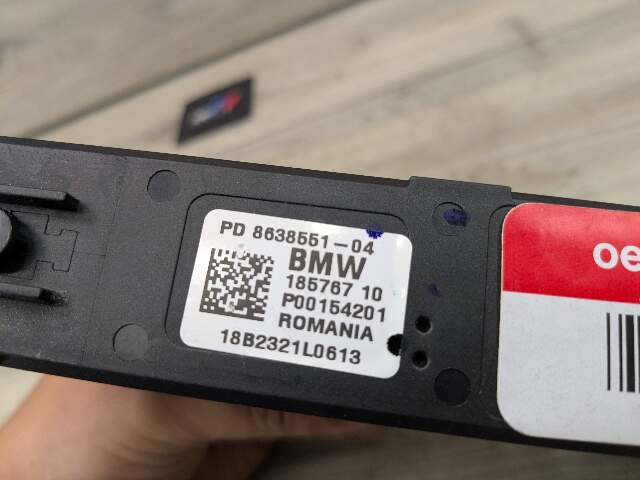 PD 8638551-04
BMW
185767 10
P00154201
ROMANIA
18B2321L0613
oe